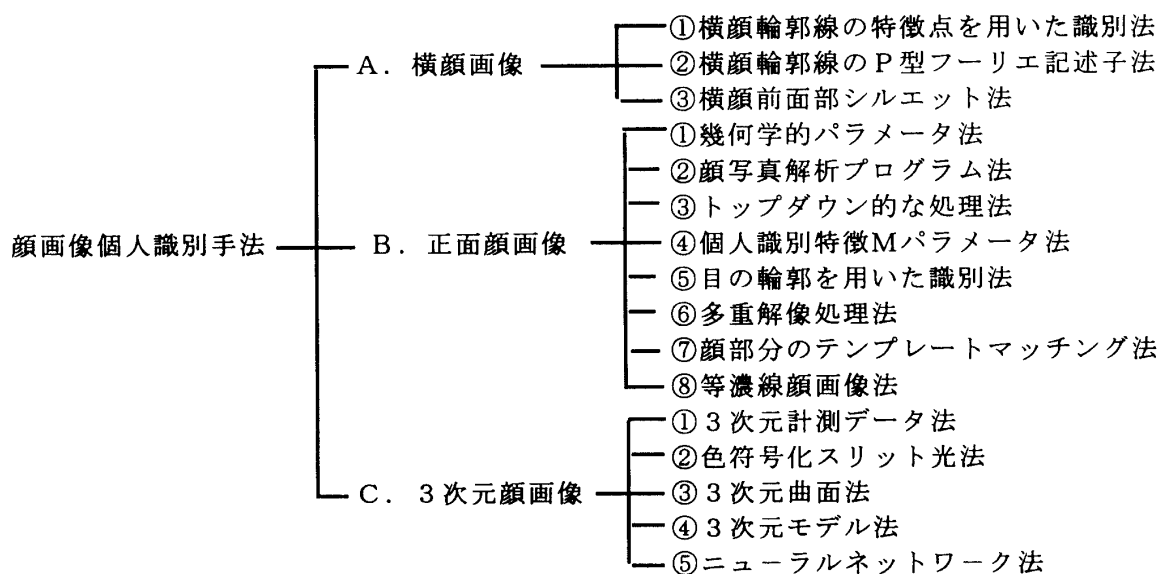 ①横顔輪郭線の特徴点を用いた識別法
A. 横顔画像
②横顔輪郭線のP型フーリエ記述子法
③横顔前面部シルエット法
①幾何学的パラメータ法
②顔写真解析プログラム法
③トップダウン的な処理法
顔画像個人識別手法
B. 正面顔画像
④個人識別特徴Mパラメータ法
⑤目の輪郭を用いた識別法
⑥多重解像処理法
⑦顔部分のテンプレートマッチング法
⑧等濃線顔画像法
①3次元計測データ法
②色符号化スリット光法
C. 3次元顔画像
③3次元曲面法
④3次元モデル法
⑤ニューラルネットワーク法